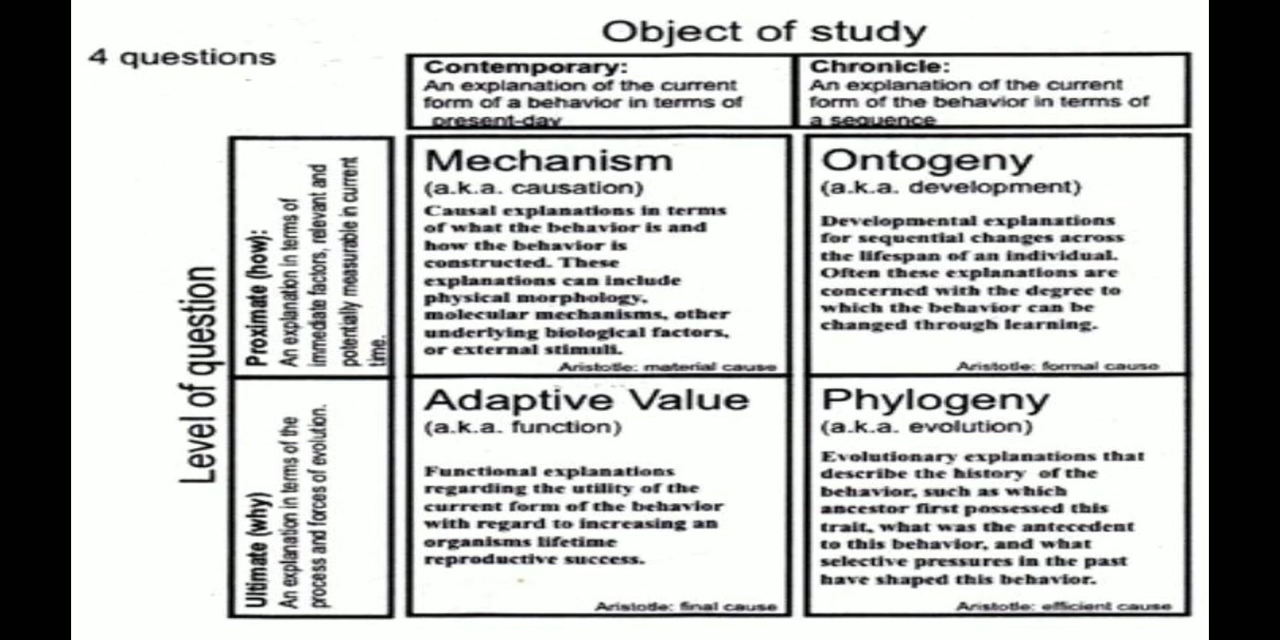 Object of study
4 questions
Contemporary:
An explanation of the current
form of a behavior in terms of
present-day
Chronicle:
An explanation of the current
form of the behavior in terms of
a sequence
Level of question
Proximate (how):
An explanation in terms of
immediate factors, relevant and
potentially measurable in current
time.
Mechanism
(a.k.a. causation)
Causal explanations in terms
of what the behavior is and
how the behavior is
constructed. These
explanations can include
physical morphology,
molecular mechanisms, other
underlying biological factors,
or external stimuli.
Aristotle: material cause
Ontogeny
(a.k.a. development)
Developmental explanations
for sequential changes across
the lifespan of an individual.
Often these explanations are
concerned with the degree to
which the behavior can be
changed through learning.
Aristotle: formal cause
Ultimate (why)
An explanation in terms of the
process and forces of evolution.
Adaptive Value
(a.k.a. function)
Functional explanations
regarding the utility of the
current form of the behavior
with regard to increasing an
organisms lifetime
reproductive success.
Aristotle: final cause
Phylogeny
(a.k.a. evolution)
Evolutionary explanations that
describe the history of the
behavior, such as which
ancestor first possessed this
trait, what was the antecedent
to this behavior, and what
selective pressures in the past
have shaped this behavior.
Aristotle: efficient cause